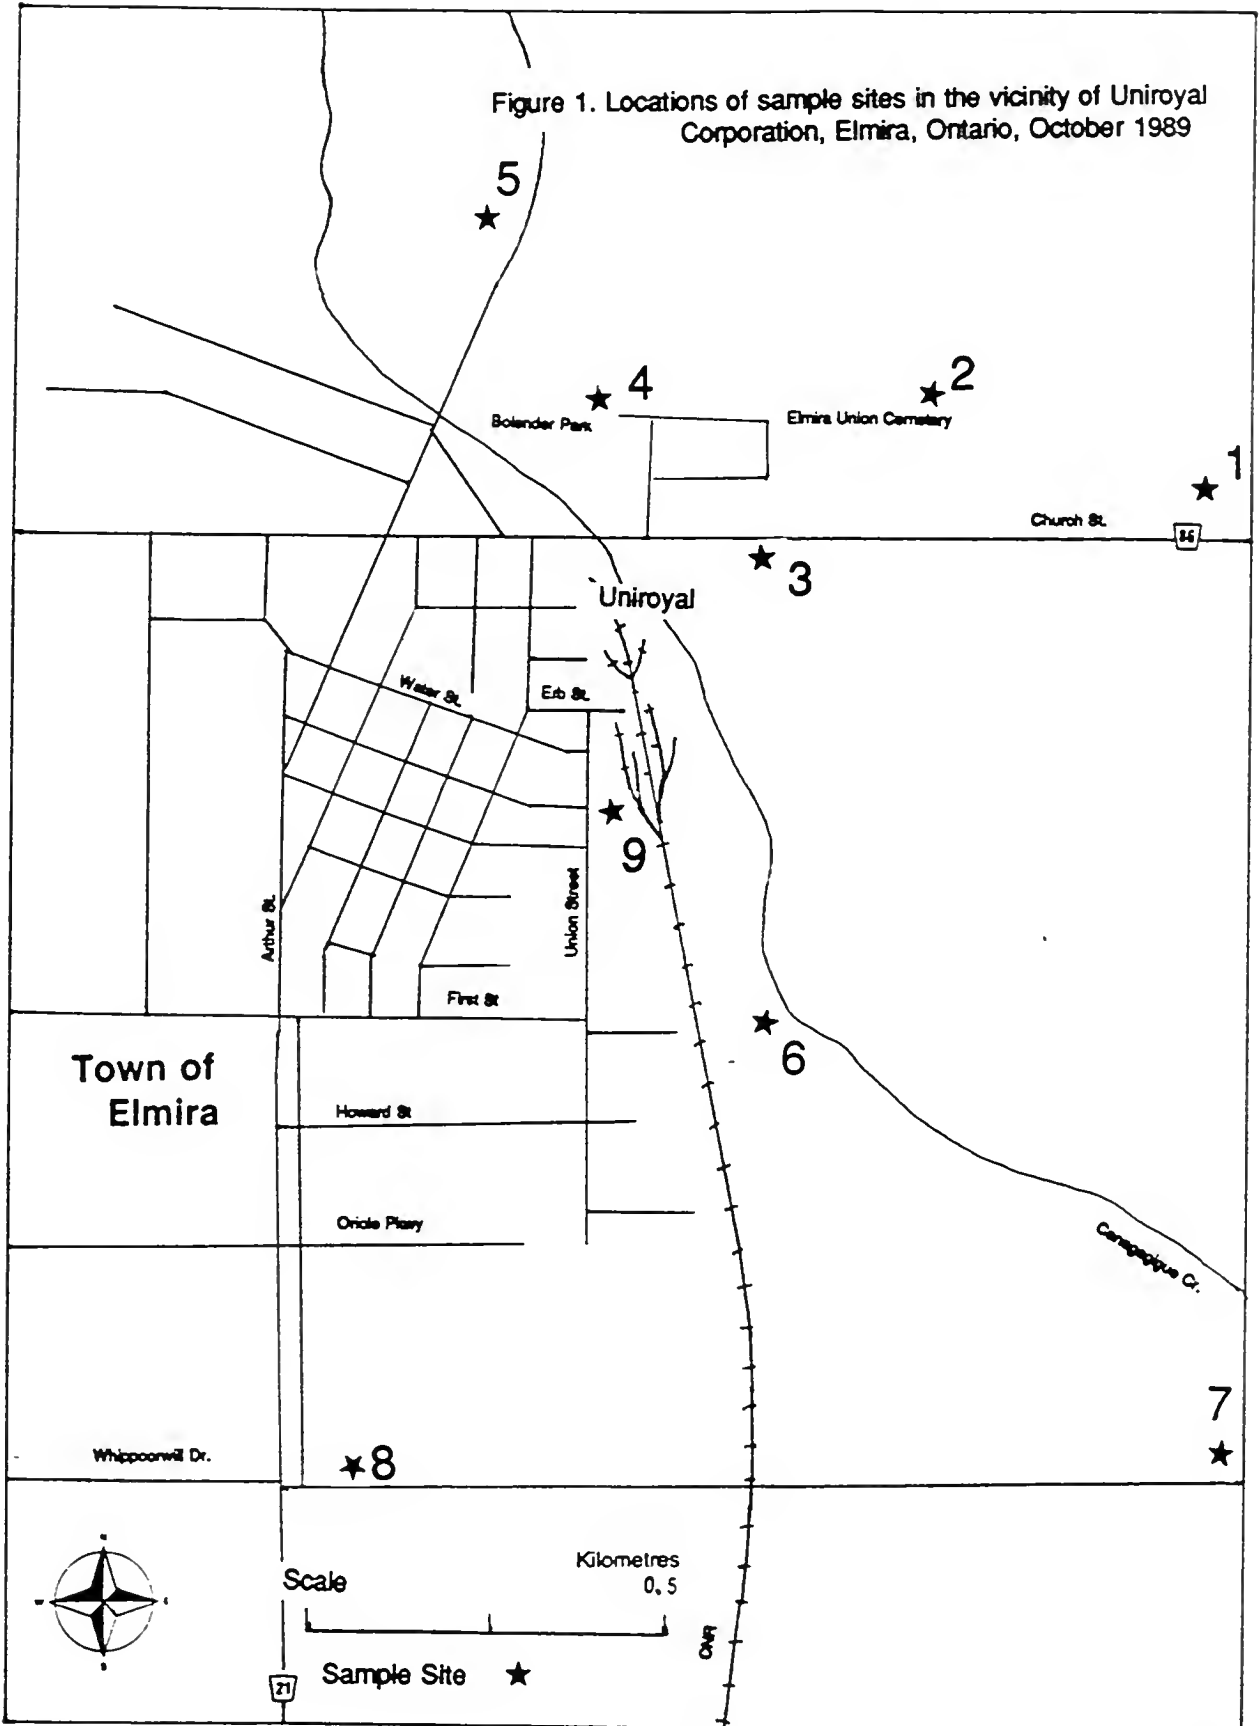 Figure 1. Locations of sample sites in the vicinity of Uniroyal
Corporation, Elmira, Ontario, October 1989
5
4
2
Bolender Park
Elmira Union Cemetery
1
Church St.
86
3
Uniroyal
Water St.
Erb St.
9
Arthur St.
Union Street
First St
6
Town of
Elmira
Howard St
Oriole Pkwy
Canagagigue Cr.
7
Whippoorwill Dr.
8
N
W
E
S
Scale
Kilometres
0.5
CNR
Sample Site
21